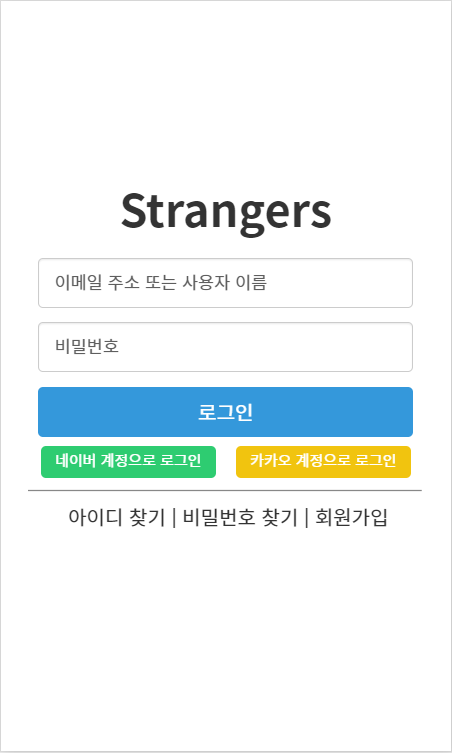 Strangers
이메일 주소 또는 사용자 이름
비밀번호
로그인
네이버 계정으로 로그인 카카오 계정으로 로그인
아이디 찾기 | 비밀번호 찾기 | 회원가입